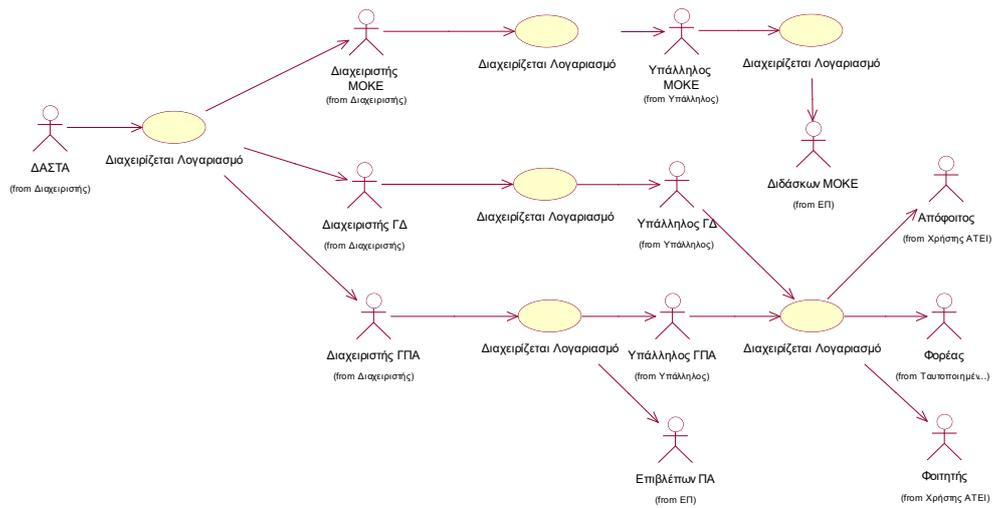 Διαχειριστής
ΜΟΚΕ
(from Διαχειριστής)
Διαχειρίζεται Λογαριασμό
Υπάλληλος
ΜΟΚΕ
(from Υπάλληλος)
Διαχειρίζεται Λογαριασμό
ΔΑΣΤΑ
(from Διαχειριστής)
Διαχειρίζεται Λογαριασμό
Διδάσκων ΜΟΚΕ
(from ΕΠ)
Διαχειριστής ΓΔ
(from Διαχειριστής)
Διαχειρίζεται Λογαριασμό
Υπάλληλος ΓΔ
(from Υπάλληλος)
Απόφοιτος
(from Χρήστης ΑΤΕΙ)
Διαχειριστής ΓΠΑ
(from Διαχειριστής)
Διαχειρίζεται Λογαριασμό
Υπάλληλος ΓΠΑ
(from Υπάλληλος)
Διαχειρίζεται Λογαριασμό
Φορέας
(from Ταυτοποιημέν...)
Επιβλέπων ΠΑ
(from ΕΠ)
Φοιτητής
(from Χρήστης ΑΤΕΙ)